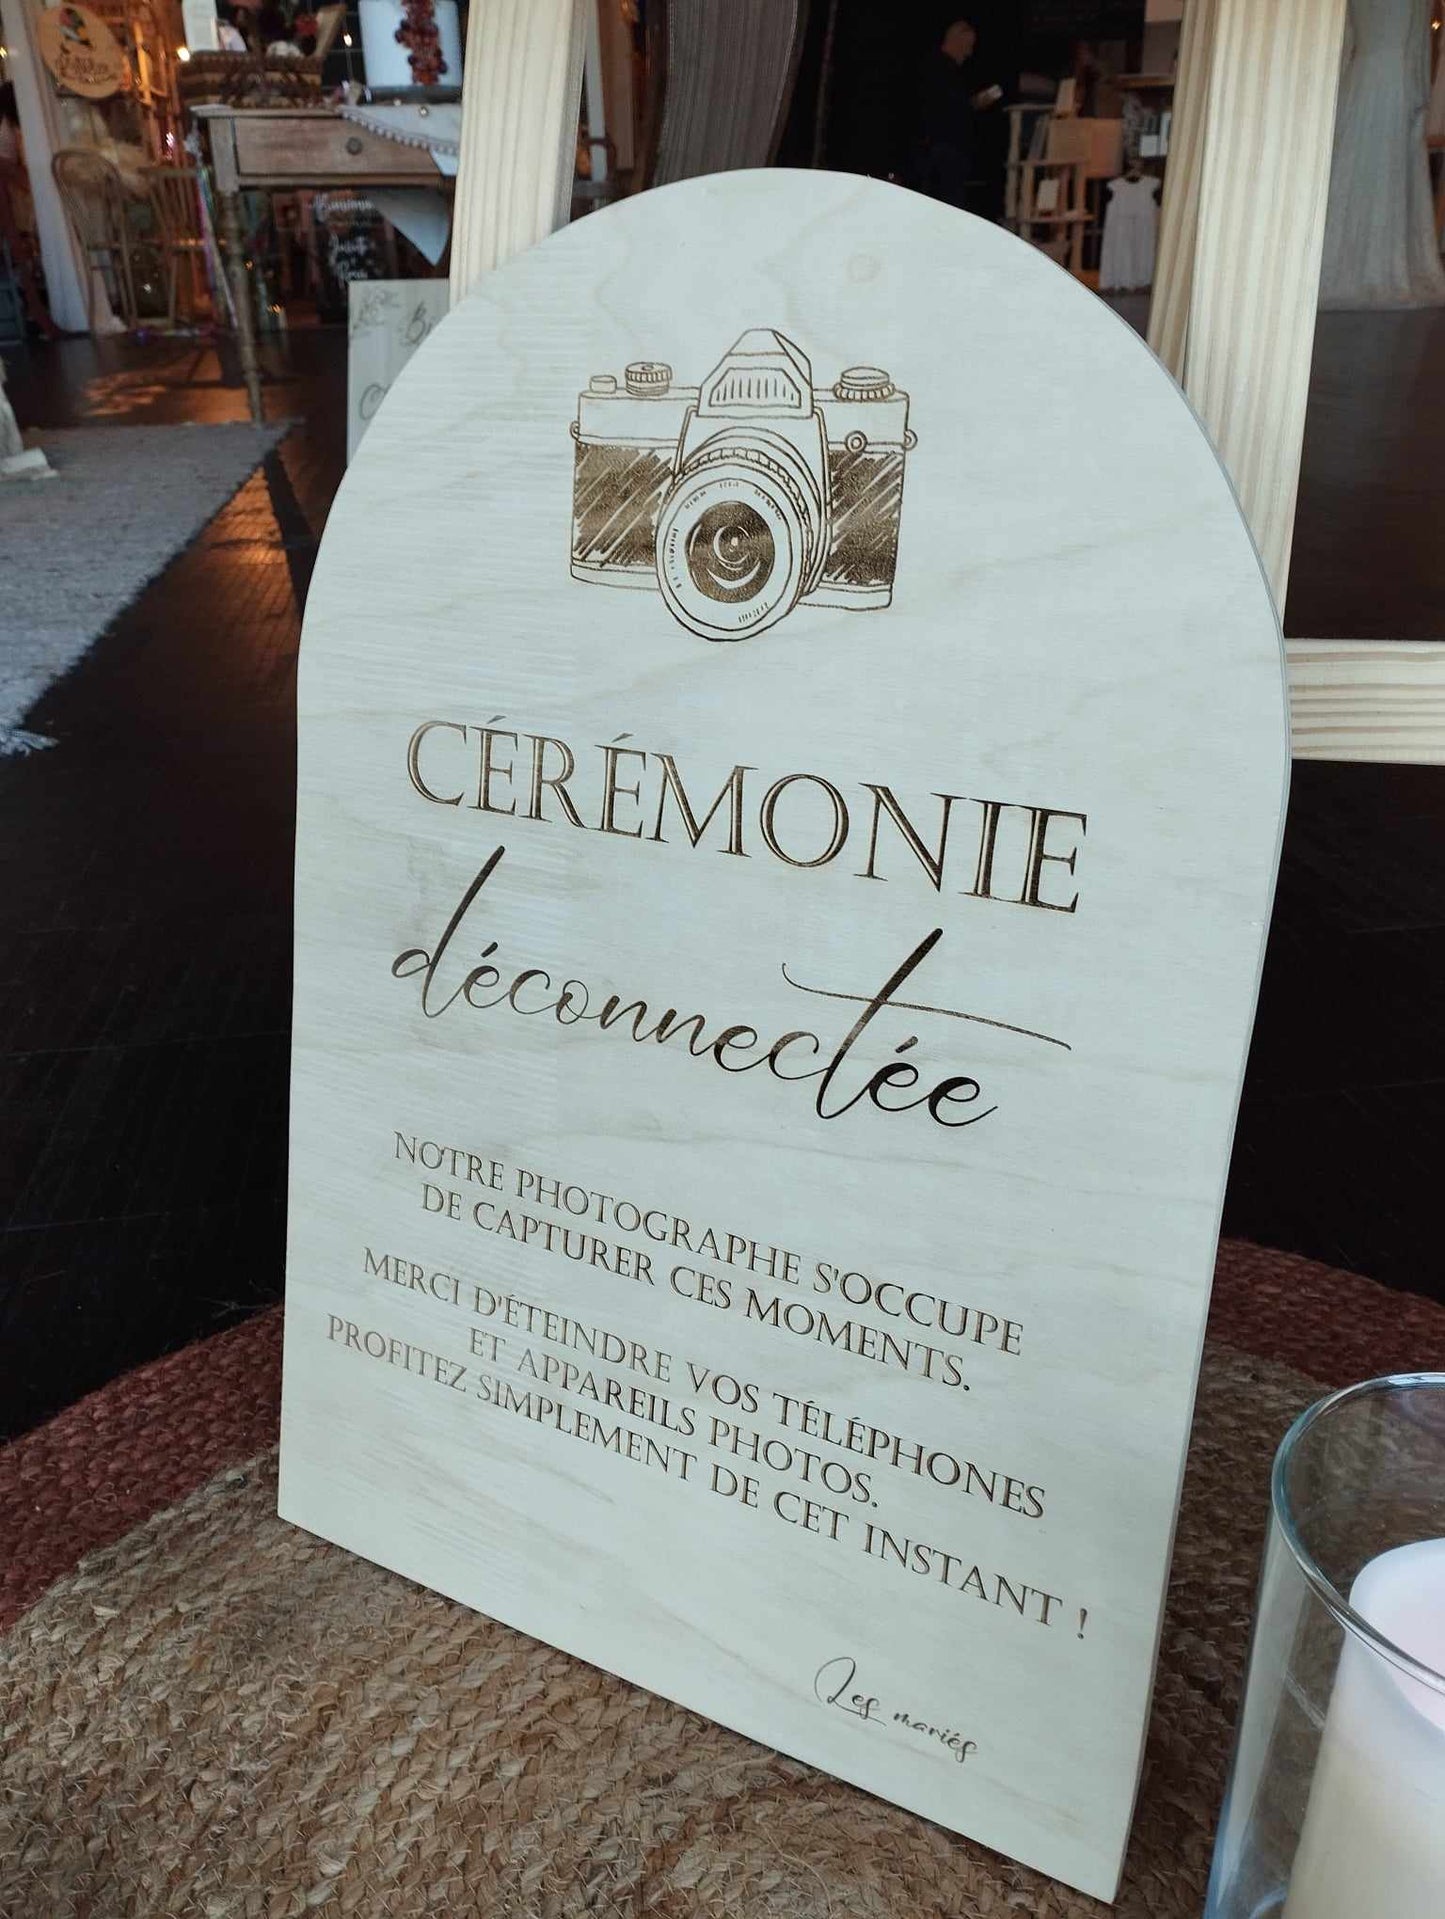 CÉRÉMONIE
déconnectée
NOTRE PHOTOGRAPHE S'OCCUPE
DE CAPTURER CES MOMENTS.
MERCI D'ÉTEINDRE VOS TÉLÉPHONES
ET APPAREILS PHOTOS.
PROFITEZ SIMPLEMENT DE CET INSTANT !
Les mariés